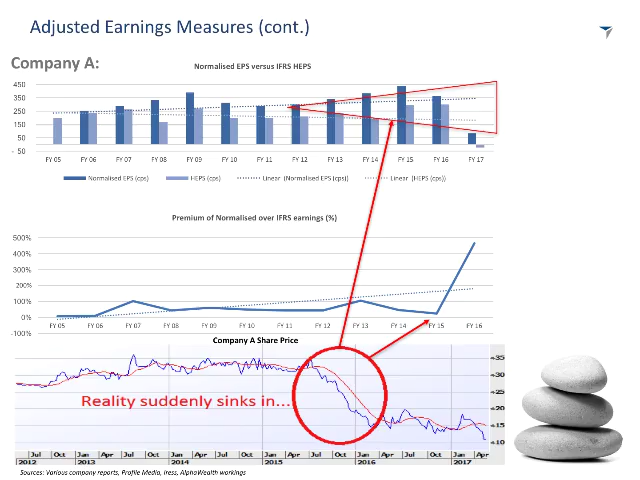 Adjusted Earnings Measures (cont.)
Company A:
Normalised EPS versus IFRS HEPS
450
350
250
150
50
- 50
FY 05 FY 06 FY 07 FY 08 FY 09 FY 10 FY 11 FY 12 FY 13 FY 14 FY 15 FY 16 FY 17
Normalised EPS (cps) HEPS (cps) Linear (Normalised EPS (cps)) Linear (HEPS (cps))
Premium of Normalised over IFRS earnings (%)
500%
400%
300%
200%
100%
0%
-100%
FY 05 FY 06 FY 07 FY 08 FY 09 FY 10 FY 11 FY 12 FY 13 FY 14 FY 15 FY 16
Company A Share Price
35
30
25
20
15
10
Reality suddenly sinks in...
Jul Oct Jan Apr Jul Oct Jan Apr Jul Oct Jan Apr Jul Oct Jan Apr Jul Oct Jan Apr
2012 2013 2014 2015 2016 2017
Sources: Various company reports, Profile Media, Iress, AlphaWealth workings